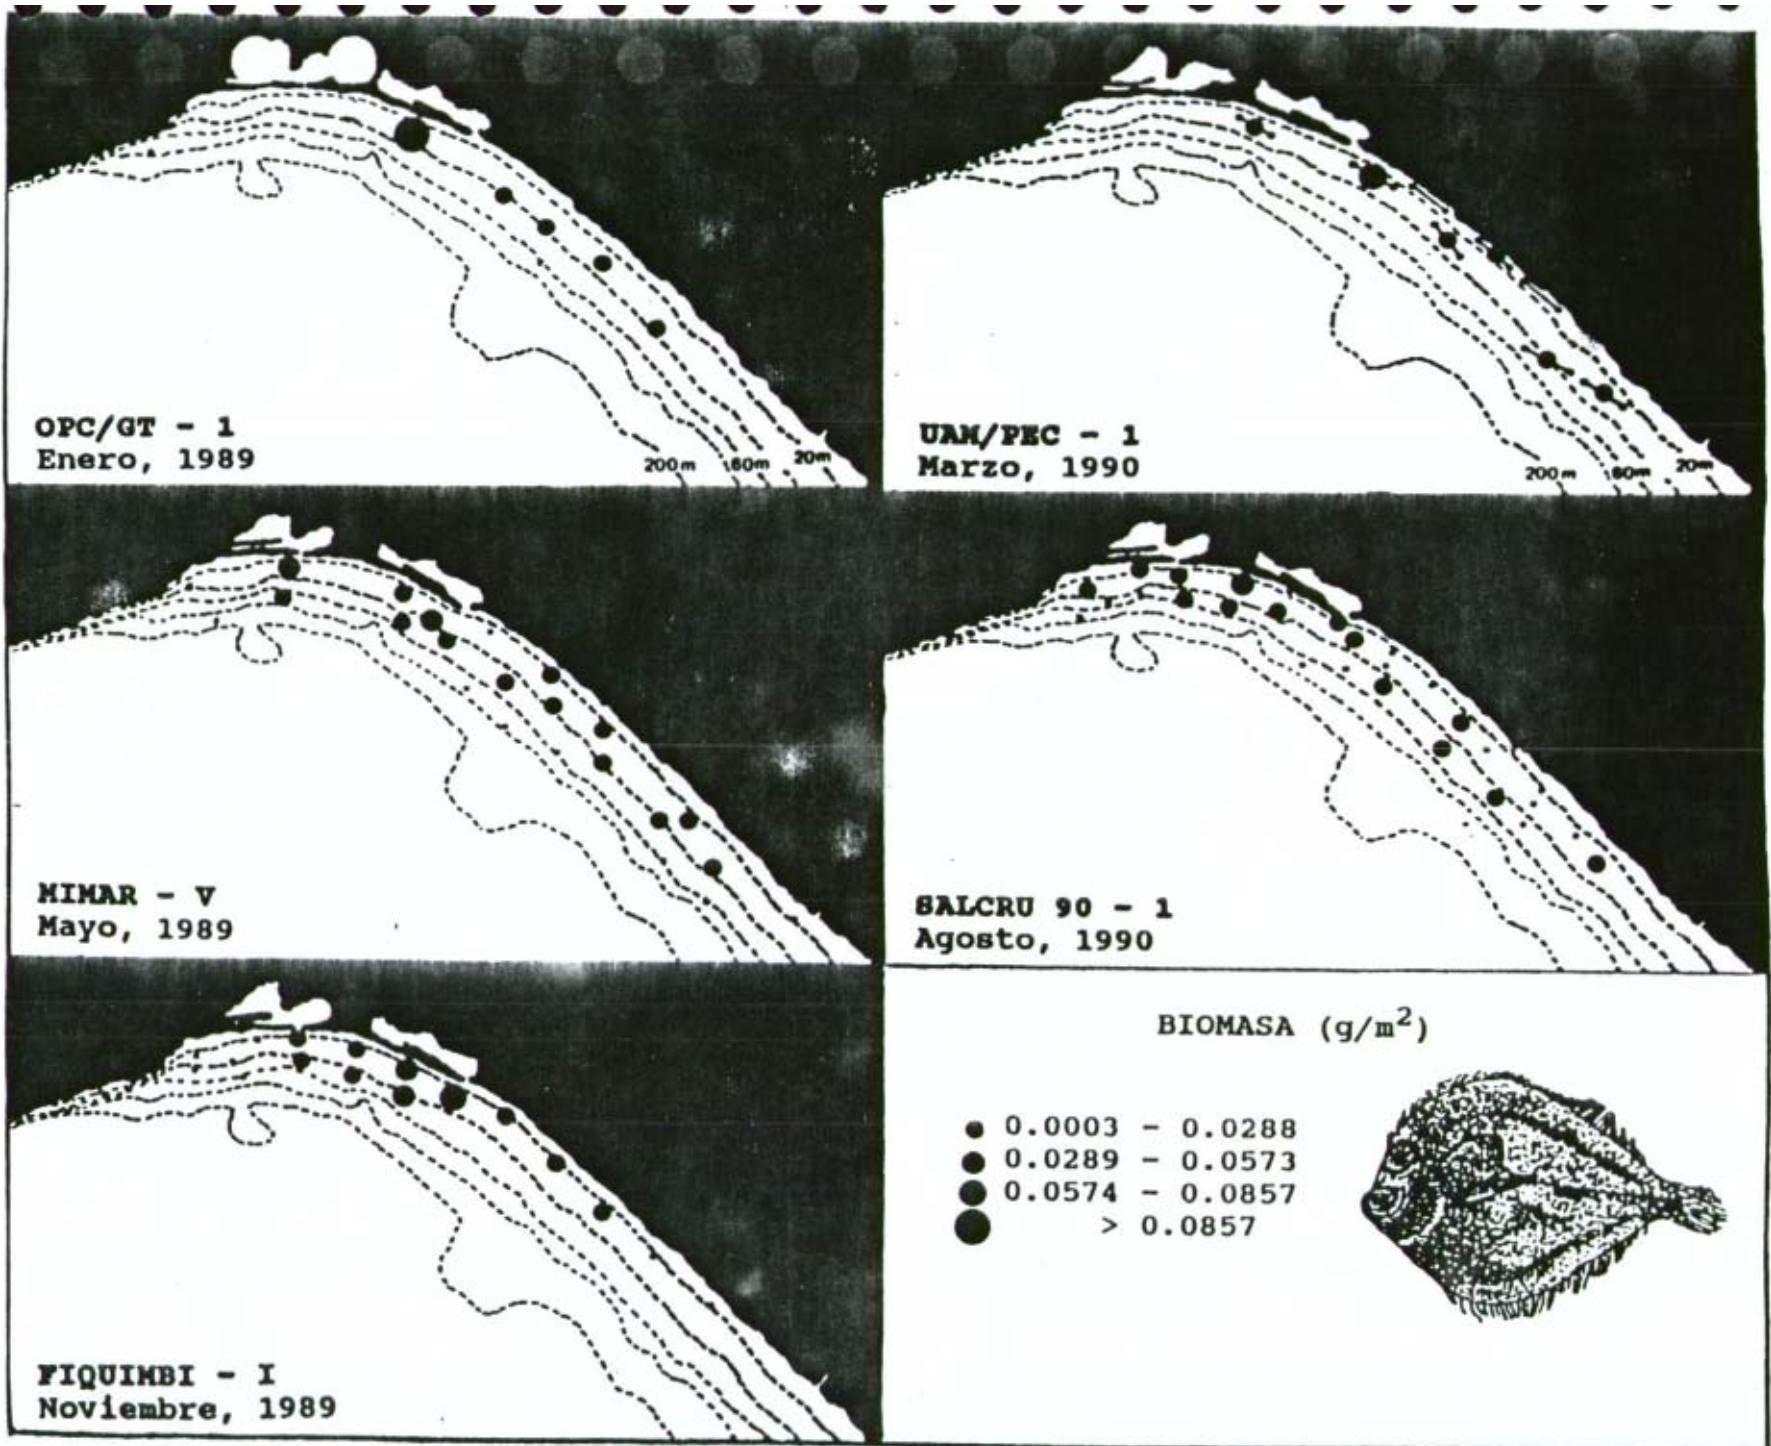 OPC/GT - 1
Enero, 1989
200m 60m 20m
UAM/PEC - 1
Marzo, 1990
200m 60m 20m
MIMAR - V
Mayo, 1989
SALCRU 90 - 1
Agosto, 1990
FIQUIMBI - I
Noviembre, 1989
BIOMASA (g/m²)
0.0003 - 0.0288
0.0289 - 0.0573
0.0574 - 0.0857
> 0.0857